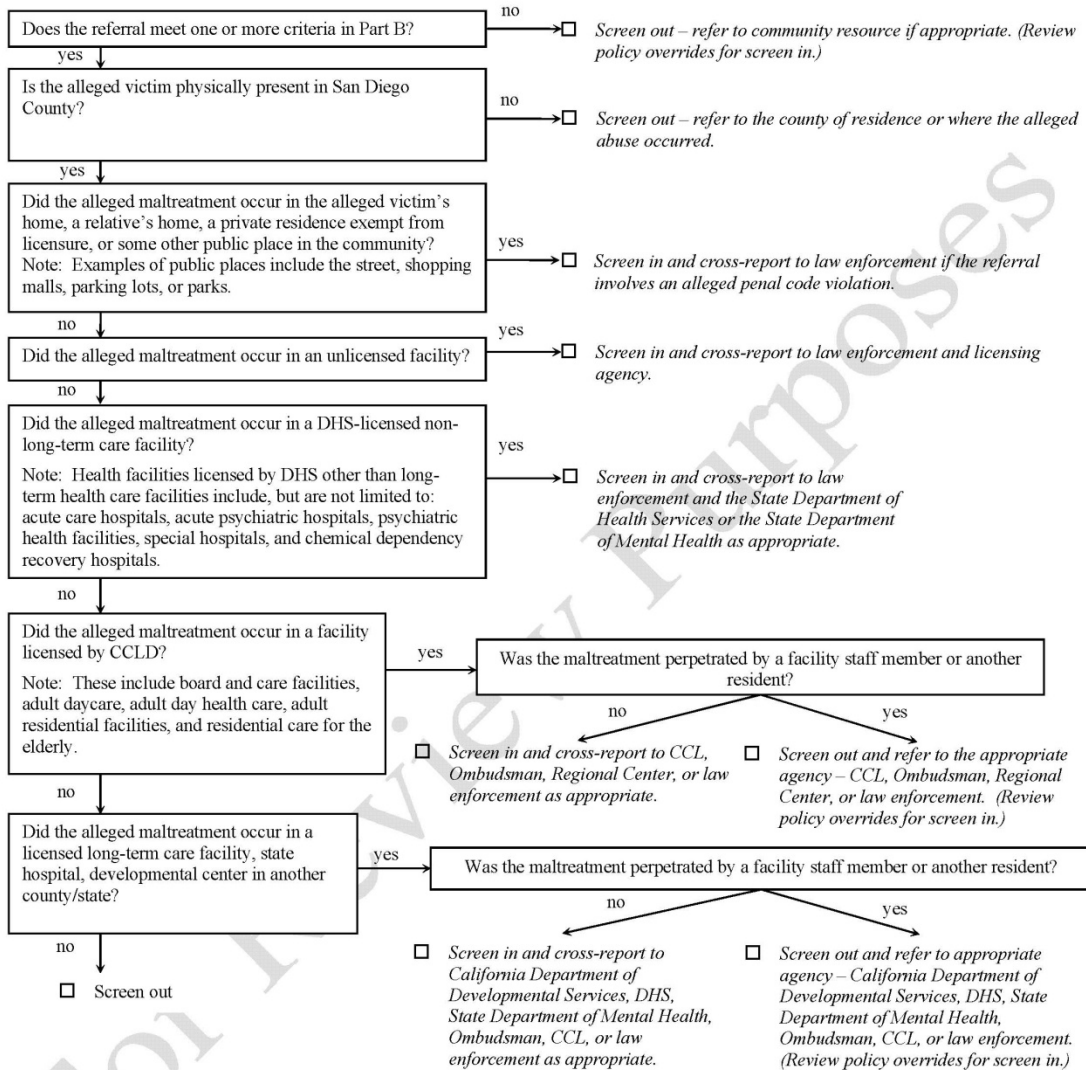 Does the referral meet one or more criteria in Part B?
no
Screen out – refer to community resource if appropriate. (Review
policy overrides for screen in.)
yes
Is the alleged victim physically present in San Diego
County?
no
Screen out – refer to the county of residence or where the alleged
abuse occurred.
yes
Did the alleged maltreatment occur in the alleged victim's
home, a relative's home, a private residence exempt from
licensure, or some other public place in the community?
Note: Examples of public places include the street, shopping
malls, parking lots, or parks.
yes
Screen in and cross-report to law enforcement if the referral
involves an alleged penal code violation.
no
Did the alleged maltreatment occur in an unlicensed facility?
yes
Screen in and cross-report to law enforcement and licensing
agency.
no
Did the alleged maltreatment occur in a DHS-licensed non-
long-term care facility?
Note: Health facilities licensed by DHS other than long-
term health care facilities include, but are not limited to:
acute care hospitals, acute psychiatric hospitals, psychiatric
health facilities, special hospitals, and chemical dependency
recovery hospitals.
yes
Screen in and cross-report to law
enforcement and the State Department of
Health Services or the State Department
of Mental Health as appropriate.
no
Did the alleged maltreatment occur in a facility
licensed by CCLD?
Note: These include board and care facilities,
adult daycare, adult day health care, adult
residential facilities, and residential care for the
elderly.
yes
Was the maltreatment perpetrated by a facility staff member or another
resident?
no
Screen in and cross-report to CCL,
Ombudsman, Regional Center, or law
enforcement as appropriate.
yes
Screen out and refer to the appropriate
agency – CCL, Ombudsman, Regional
Center, or law enforcement. (Review
policy overrides for screen in.)
no
Did the alleged maltreatment occur in a
licensed long-term care facility, state
hospital, developmental center in another
county/state?
yes
Was the maltreatment perpetrated by a facility staff member or another resident?
no
Screen in and cross-report to
California Department of
Developmental Services, DHS,
State Department of Mental Health,
Ombudsman, CCL, or law
enforcement as appropriate.
yes
Screen out and refer to appropriate
agency – California Department of
Developmental Services, DHS, State
Department of Mental Health,
Ombudsman, CCL, or law enforcement.
(Review policy overrides for screen in.)
no
Screen out
for Review Purposes